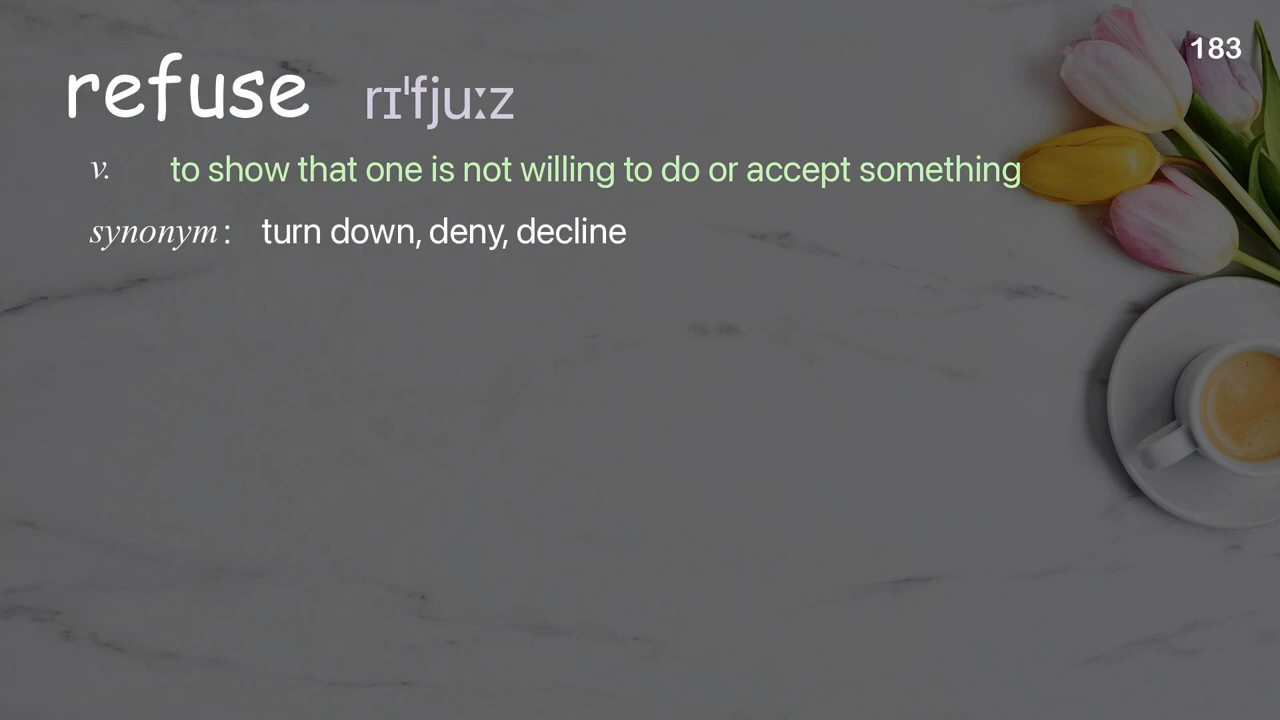 183
refuse rɪˈfjuːz
v. to show that one is not willing to do or accept something
synonym: turn down, deny, decline